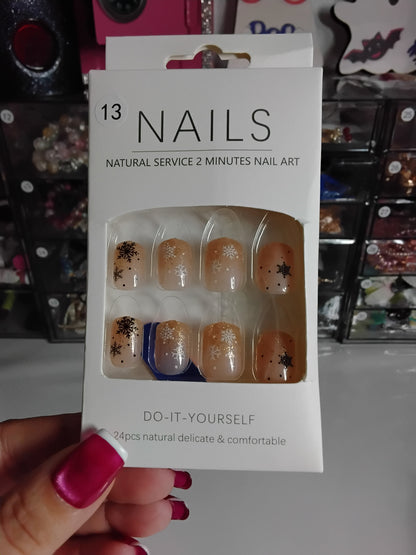 13
NAILS
NATURAL SERVICE 2 MINUTES NAIL ART
DO-IT-YOURSELF
24pcs natural delicate & comfortable